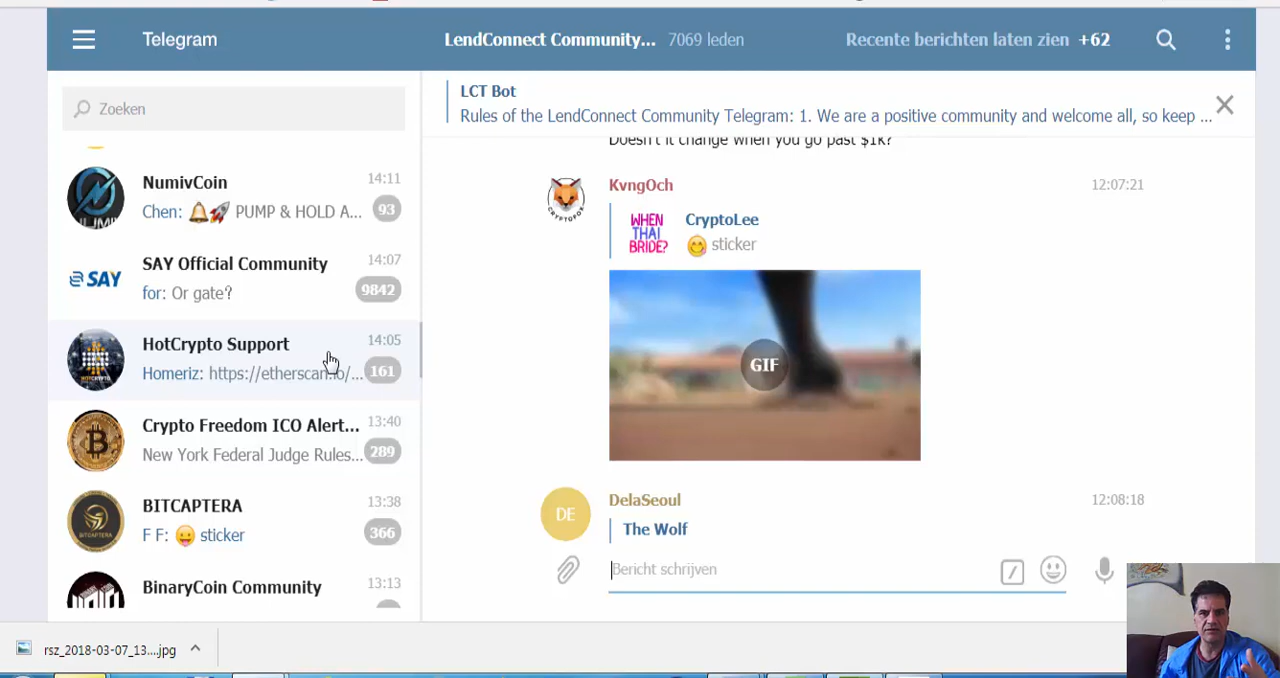 Telegram
LendConnect Community... 7069 leden
Recente berichten laten zien +62
Zoeken
LCT Bot
Rules of the LendConnect Community Telegram: 1. We are a positive community and welcome all, so keep ...
Doesn't it change when you go past $1k?
NumivCoin 14:11
Chen: 🔔🚀 PUMP & HOLD A... 93
SAY
SAY Official Community 14:07
for: Or gate? 9842
HotCrypto Support 14:05
Homeriz: https://etherscan.io/... 161
Crypto Freedom ICO Alert... 13:40
New York Federal Judge Rules... 289
BITCAPTERA 13:38
F F: 😛 sticker 366
BinaryCoin Community 13:13
KvngOch 12:07:21
CRYPTOFOX
WHEN
THAI
BRIDE?
CryptoLee
😋 sticker
GIF
DE
DelaSeoul 12:08:18
The Wolf
Bericht schrijven
rsz_2018-03-07_13....jpg